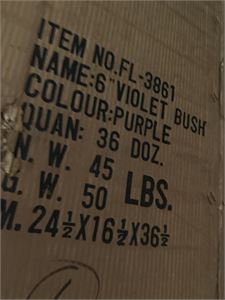 ITEM NO.FL-3861
NAME:6"VIOLET BUSH
COLOUR:PURPLE
QUAN: 36 DOZ.
N. W. 45
G. W. 50 LBS.
M. 24½X16½X36½